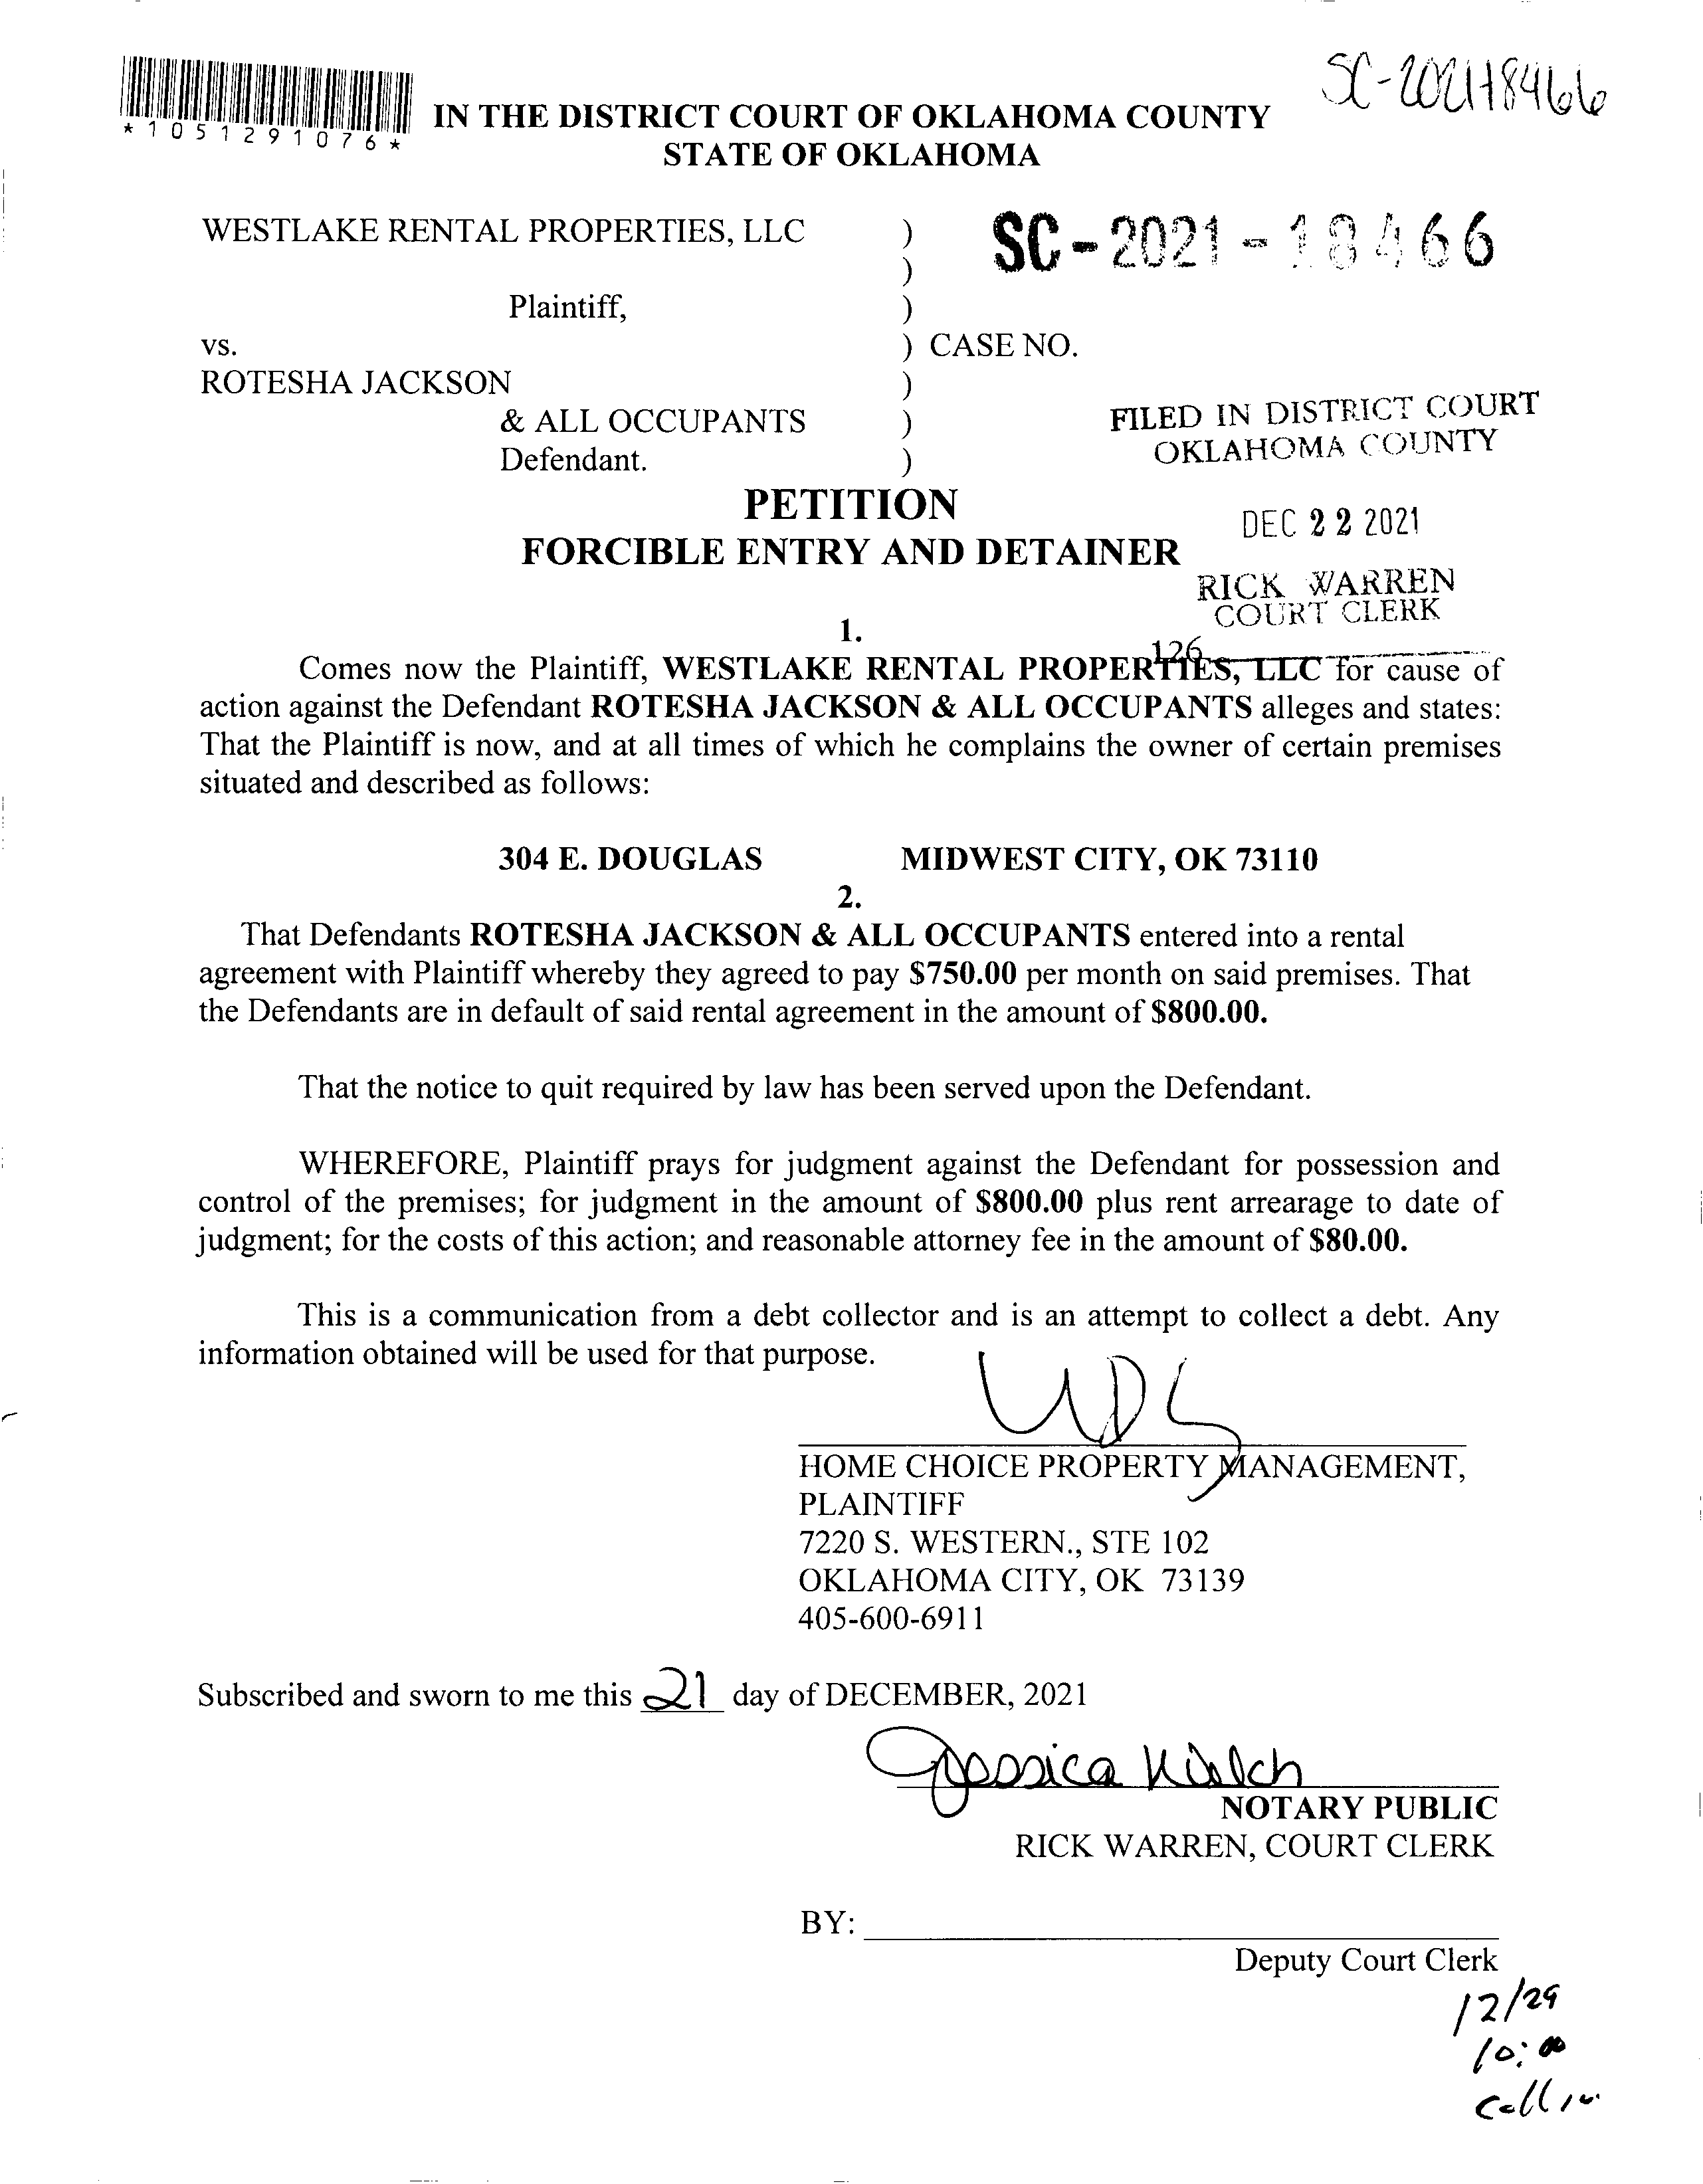 SC-2021-18466
*1051291076*
IN THE DISTRICT COURT OF OKLAHOMA COUNTY
STATE OF OKLAHOMA
WESTLAKE RENTAL PROPERTIES, LLC )
SC-2021-18466
)
Plaintiff, )
vs. ) CASE NO.
ROTESHA JACKSON )
& ALL OCCUPANTS )
Defendant. )
FILED IN DISTRICT COURT
OKLAHOMA COUNTY
PETITION
FORCIBLE ENTRY AND DETAINER
DEC 22 2021
RICK WARREN
COURT CLERK
126
1.
Comes now the Plaintiff, WESTLAKE RENTAL PROPERTIES, LLC for cause of
action against the Defendant ROTESHA JACKSON & ALL OCCUPANTS alleges and states:
That the Plaintiff is now, and at all times of which he complains the owner of certain premises
situated and described as follows:
304 E. DOUGLAS MIDWEST CITY, OK 73110
2.
That Defendants ROTESHA JACKSON & ALL OCCUPANTS entered into a rental
agreement with Plaintiff whereby they agreed to pay $750.00 per month on said premises. That
the Defendants are in default of said rental agreement in the amount of $800.00.
That the notice to quit required by law has been served upon the Defendant.
WHEREFORE, Plaintiff prays for judgment against the Defendant for possession and
control of the premises; for judgment in the amount of $800.00 plus rent arrearage to date of
judgment; for the costs of this action; and reasonable attorney fee in the amount of $80.00.
This is a communication from a debt collector and is an attempt to collect a debt. Any
information obtained will be used for that purpose.
HOME CHOICE PROPERTY MANAGEMENT,
PLAINTIFF
7220 S. WESTERN., STE 102
OKLAHOMA CITY, OK 73139
405-600-6911
Subscribed and sworn to me this 21 day of DECEMBER, 2021
Jessica
NOTARY PUBLIC
RICK WARREN, COURT CLERK
BY:
Deputy Court Clerk
12/29
10:00